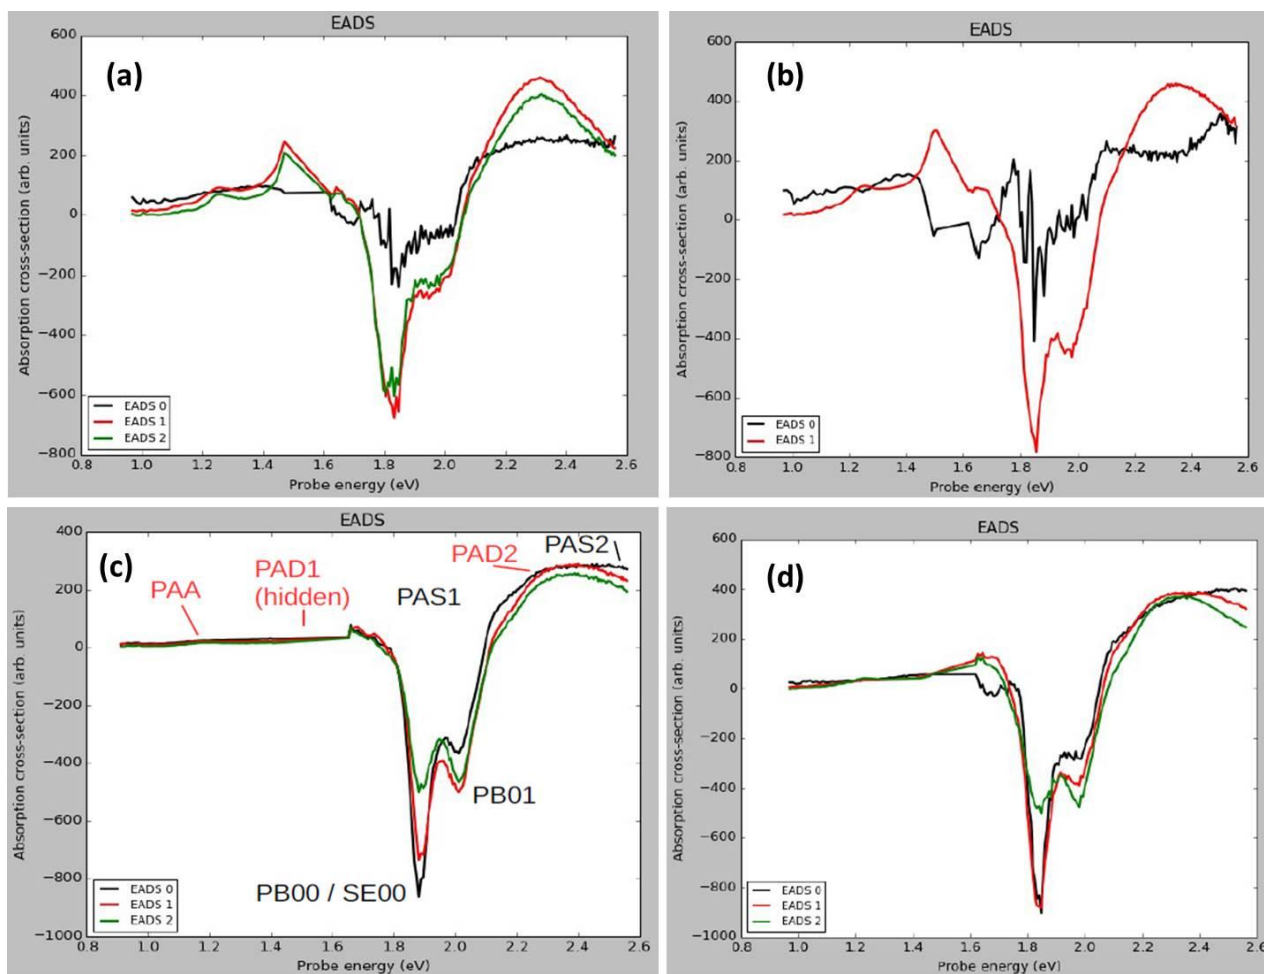 EADS
(a)
600
400
200
0
−200
−400
−600
−800
Absorption cross-section (arb. units)
EADS 0
EADS 1
EADS 2
1.0 1.2 1.4 1.6 1.8 2.0 2.2 2.4 2.6
Probe energy (eV)
EADS
(b)
600
400
200
0
−200
−400
−600
−800
Absorption cross-section (arb. units)
EADS 0
EADS 1
0.8 1.0 1.2 1.4 1.6 1.8 2.0 2.2 2.4 2.6
Probe energy (eV)
EADS
(c)
400
200
0
−200
−400
−600
−800
−1000
Absorption cross-section (arb. units)
PAA
PAD1
(hidden)
PAS1
PAD2
PAS2
PB01
PB00 / SE00
EADS 0
EADS 1
EADS 2
0.8 1.0 1.2 1.4 1.6 1.8 2.0 2.2 2.4 2.6
Probe energy (eV)
EADS
(d)
600
400
200
0
−200
−400
−600
−800
−1000
Absorption cross-section (arb. units)
EADS 0
EADS 1
EADS 2
0.8 1.0 1.2 1.4 1.6 1.8 2.0 2.2 2.4 2.6
Probe energy (eV)